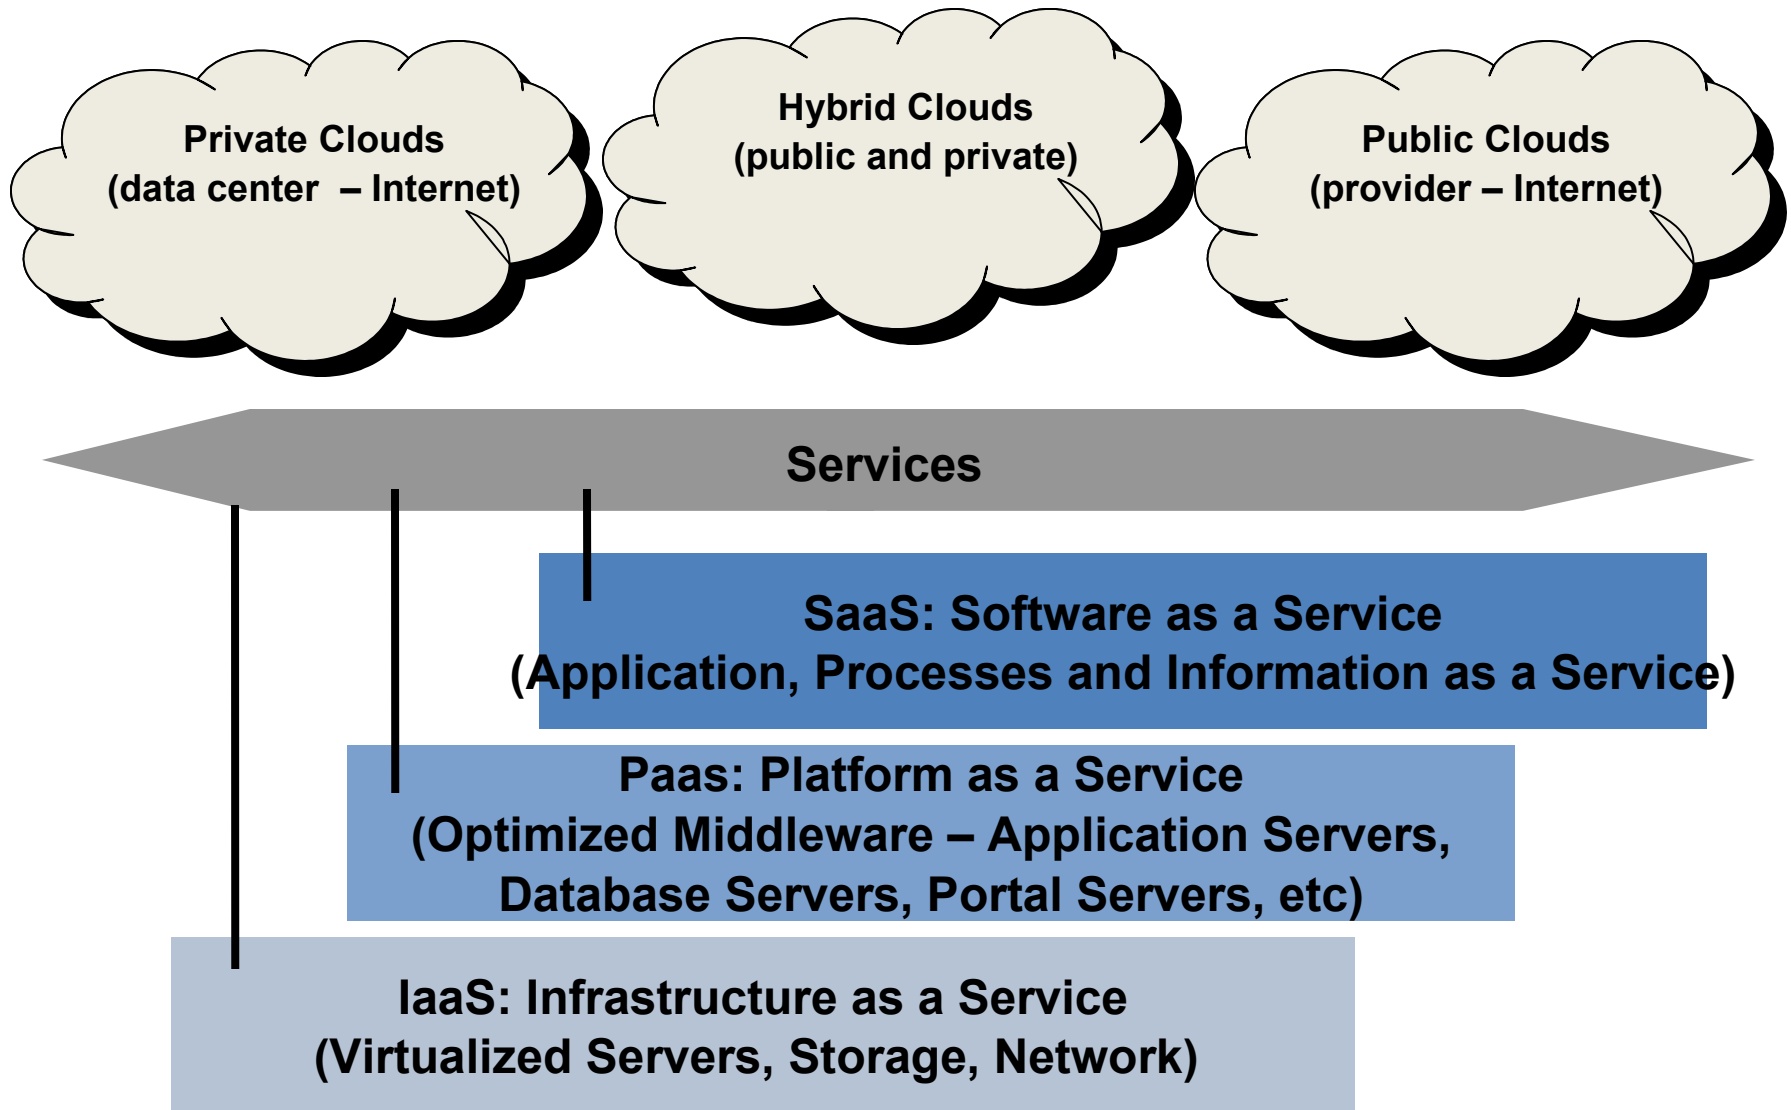 Private Clouds
(data center – Internet)
Hybrid Clouds
(public and private)
Public Clouds
(provider – Internet)
Services
SaaS: Software as a Service
(Application, Processes and Information as a Service)
Paas: Platform as a Service
(Optimized Middleware – Application Servers,
Database Servers, Portal Servers, etc)
IaaS: Infrastructure as a Service
(Virtualized Servers, Storage, Network)